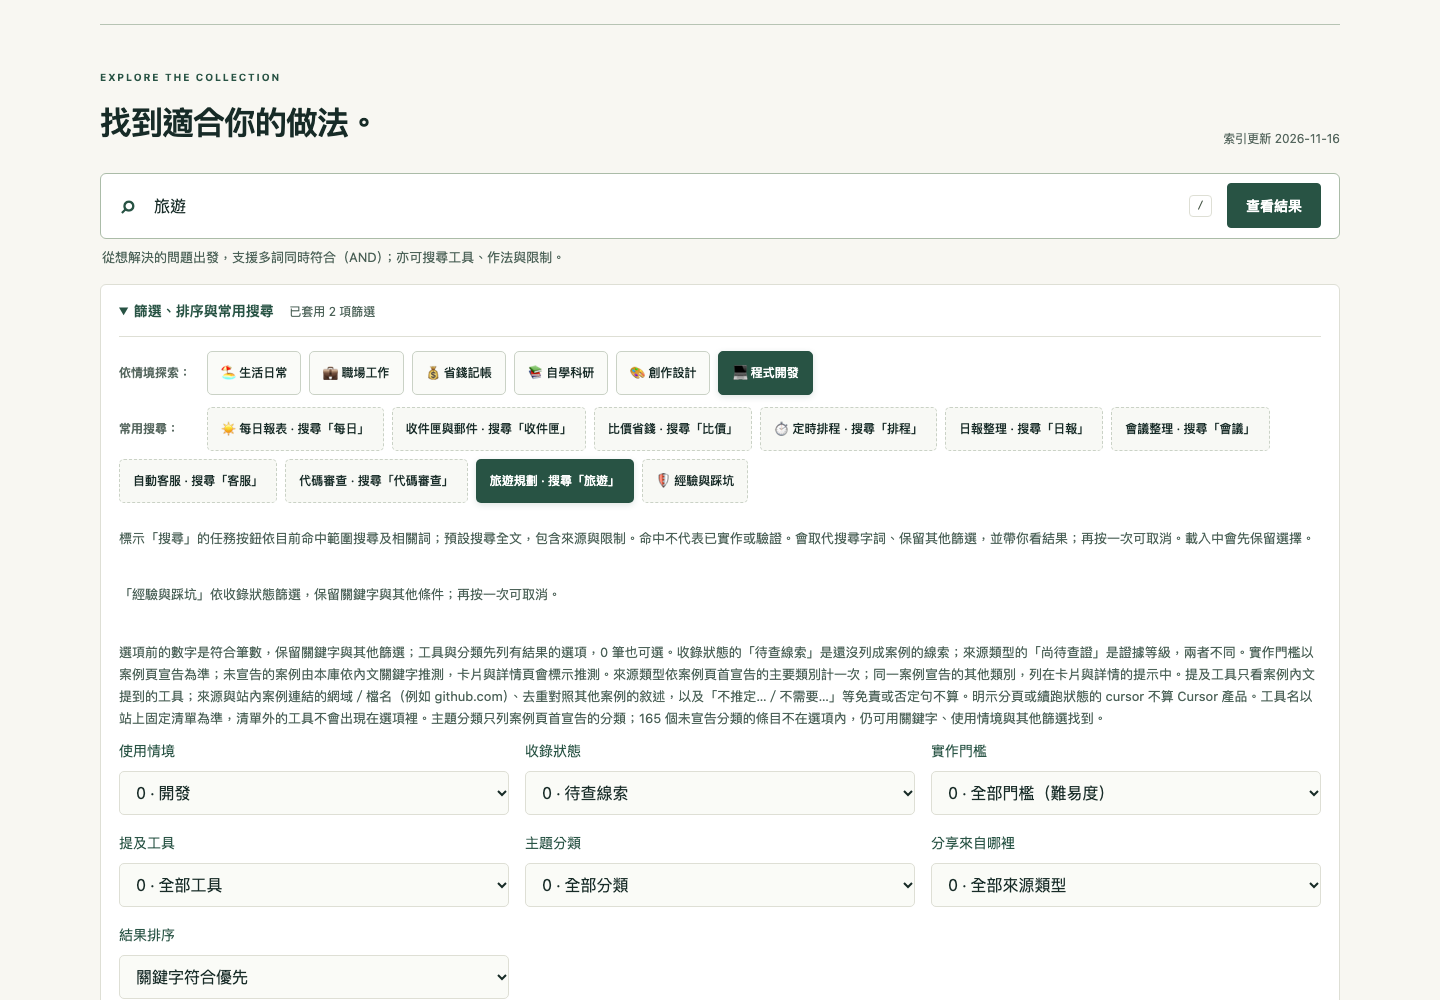 EXPLORE THE COLLECTION
找到適合你的做法。
索引更新 2026-11-16
旅遊
/
查看結果
從想解決的問題出發，支援多詞同時符合（AND）；亦可搜尋工具、作法與限制。
▼ 篩選、排序與常用搜尋 已套用 2 項篩選
依情境探索： 🏖️ 生活日常 💼 職場工作 💰 省錢記帳 📚 自學科研 🎨 創作設計 💻 程式開發
常用搜尋： ☀️ 每日報表 · 搜尋「每日」 收件匣與郵件 · 搜尋「收件匣」 比價省錢 · 搜尋「比價」 ⏱️ 定時排程 · 搜尋「排程」 日報整理 · 搜尋「日報」 會議整理 · 搜尋「會議」
自動客服 · 搜尋「客服」 代碼審查 · 搜尋「代碼審查」 旅遊規劃 · 搜尋「旅遊」 🛡️ 經驗與踩坑
標示「搜尋」的任務按鈕依目前命中範圍搜尋及相關詞；預設搜尋全文，包含來源與限制。命中不代表已實作或驗證。會取代搜尋字詞、保留其他篩選，並帶你看結果；再按一次可取消。載入中會先保留選擇。
「經驗與踩坑」依收錄狀態篩選，保留關鍵字與其他條件；再按一次可取消。
選項前的數字是符合筆數，保留關鍵字與其他篩選；工具與分類先列有結果的選項，0 筆也可選。收錄狀態的「待查線索」是還沒列成案例的線索；來源類型的「尚待查證」是證據等級，兩者不同。實作門檻以
案例頁宣告為準；未宣告的案例由本庫依內文關鍵字推測，卡片與詳情頁會標示推測。來源類型依案例頁首宣告的主要類別計一次；同一案例宣告的其他類別，列在卡片與詳情的提示中。提及工具只看案例內文
提到的工具；來源與站內案例連結的網域 / 檔名（例如 github.com）、去重對照其他案例的敘述，以及「不推定… / 不需要…」等免責或否定句不算。明示分頁或續跑狀態的 cursor 不算 Cursor 產品。工具名以
站上固定清單為準，清單外的工具不會出現在選項裡。主題分類只列案例頁首宣告的分類；165 個未宣告分類的條目不在選項內，仍可用關鍵字、使用情境與其他篩選找到。
使用情境 收錄狀態 實作門檻
0 · 開發 0 · 待查線索 0 · 全部門檻（難易度）
提及工具 主題分類 分享來自哪裡
0 · 全部工具 0 · 全部分類 0 · 全部來源類型
結果排序
關鍵字符合優先